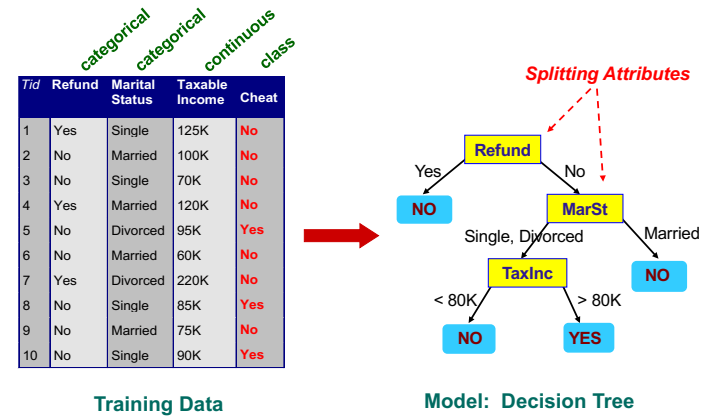 categorical
categorical
continuous
class
Tid Refund Marital Status Taxable Income Cheat
1 Yes Single 125K No
2 No Married 100K No
3 No Single 70K No
4 Yes Married 120K No
5 No Divorced 95K Yes
6 No Married 60K No
7 Yes Divorced 220K No
8 No Single 85K Yes
9 No Married 75K No
10 No Single 90K Yes
Training Data
Splitting Attributes
Refund
Yes No
NO MarSt
Single, Divorced Married
TaxInc NO
< 80K > 80K
NO YES
Model: Decision Tree